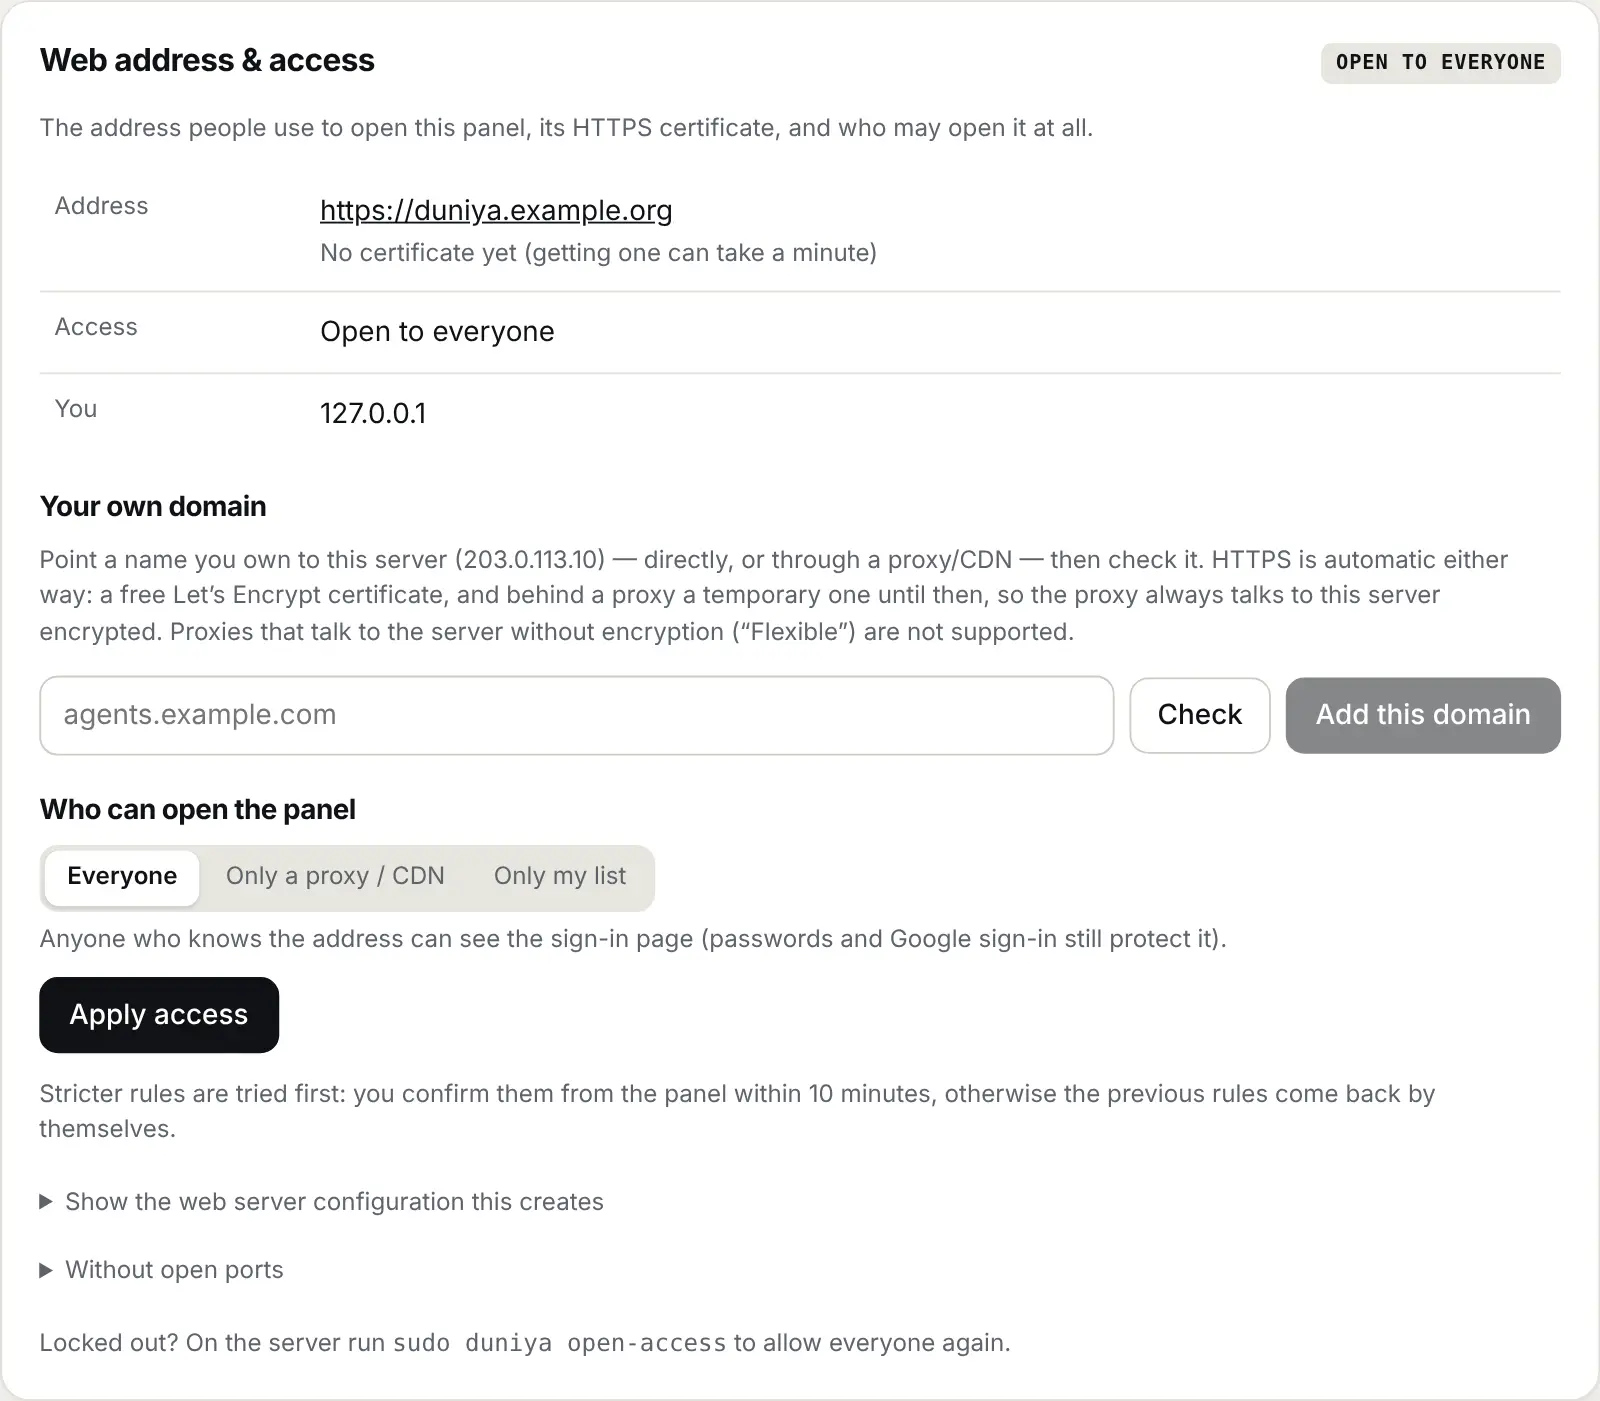 Web address & access
OPEN TO EVERYONE
The address people use to open this panel, its HTTPS certificate, and who may open it at all.
Address
https://duniya.example.org
No certificate yet (getting one can take a minute)
Access
Open to everyone
You
127.0.0.1
Your own domain
Point a name you own to this server (203.0.113.10) — directly, or through a proxy/CDN — then check it. HTTPS is automatic either
way: a free Let’s Encrypt certificate, and behind a proxy a temporary one until then, so the proxy always talks to this server
encrypted. Proxies that talk to the server without encryption (“Flexible”) are not supported.
agents.example.com
Check
Add this domain
Who can open the panel
Everyone
Only a proxy / CDN
Only my list
Anyone who knows the address can see the sign-in page (passwords and Google sign-in still protect it).
Apply access
Stricter rules are tried first: you confirm them from the panel within 10 minutes, otherwise the previous rules come back by
themselves.
Show the web server configuration this creates
Without open ports
Locked out? On the server run sudo duniya open-access to allow everyone again.